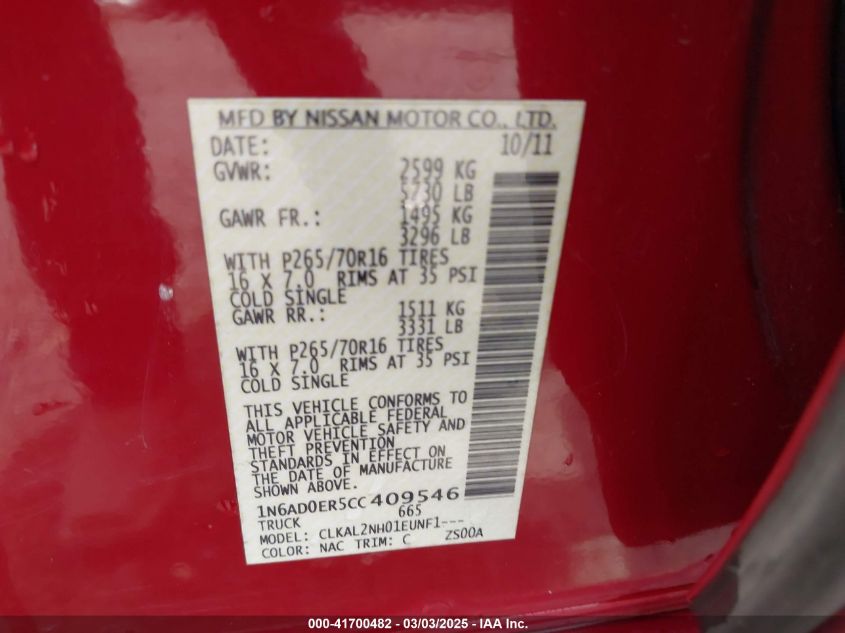 MFD BY NISSAN MOTOR CO., LTD.
DATE: 10/11
GVWR: 2599 KG
5730 LB
GAWR FR.: 1495 KG
3296 LB
WITH P265/70R16 TIRES
16 X 7.0 RIMS AT 35 PSI
COLD SINGLE
GAWR RR.: 1511 KG
3331 LB
WITH P265/70R16 TIRES
16 X 7.0 RIMS AT 35 PSI
COLD SINGLE
THIS VEHICLE CONFORMS TO
ALL APPLICABLE FEDERAL
MOTOR VEHICLE SAFETY AND
THEFT PREVENTION
STANDARDS IN EFFECT ON
THE DATE OF MANUFACTURE
SHOWN ABOVE.
1N6AD0ER5CC409546
TRUCK 665
MODEL: CLKAL2NH01EUNF1---
COLOR: NAC TRIM: C ZS00A
000-41700482 - 03/03/2025 - IAA Inc.